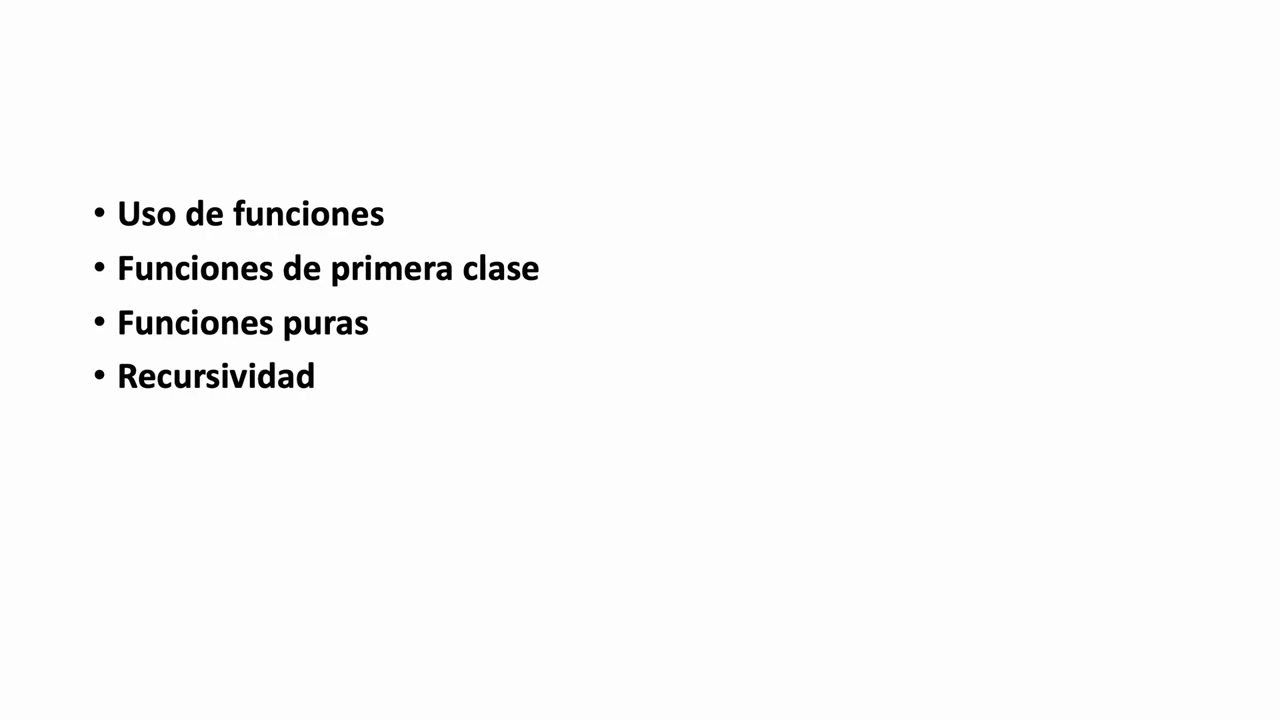 • Uso de funciones
• Funciones de primera clase
• Funciones puras
• Recursividad